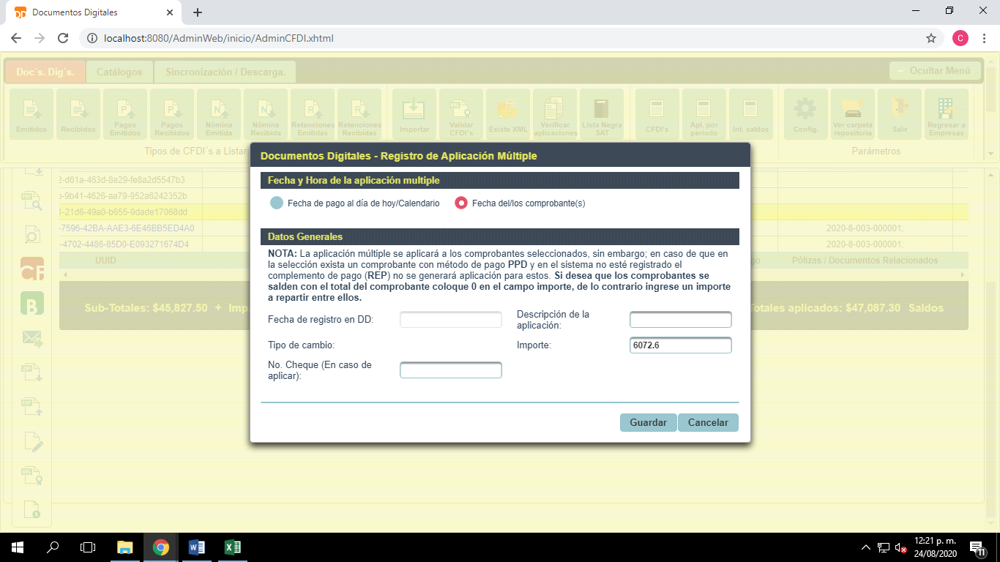 Documentos Digitales
localhost:8080/AdminWeb/inicio/AdminCFDI.xhtml
C
Doc´s. Dig´s.
Catálogos
Sincronización / Descarga.
− Ocultar Menú
Emitidos
Recibidos
Pagos Emitidos
Pagos Recibidos
Nómina Emitida
Nómina Recibida
Retenciones Emitidas
Retenciones Recibidas
Importar
Validar CFDI´s
Existe XML
Verificar aplicaciones
Lista Negra SAT
CFDI's
Apl. por periodo
Int. saldos
Config.
Ver carpeta repositoria
Salir
Regresar a Empresas
Tipos de CFDI´s a Listar
Parámetros
Documentos Digitales - Registro de Aplicación Múltiple
Fecha y Hora de la aplicación multiple
Fecha de pago al día de hoy/Calendario
Fecha del/los comprobante(s)
Datos Generales
NOTA: La aplicación múltiple se aplicará a los comprobantes seleccionados, sin embargo; en caso de que en
la selección exista un comprobante con método de pago PPD y en el sistema no esté registrado el
complemento de pago (REP) no se generará aplicación para estos. Si desea que los comprobantes se
salden con el total del comprobante coloque 0 en el campo importe, de lo contrario ingrese un importe
a repartir entre ellos.
Fecha de registro en DD:
Descripción de la
aplicación:
Tipo de cambio:
Importe:
6072.6
No. Cheque (En caso de
aplicar):
Guardar
Cancelar
-d61a-463d-8e29-fe8a2d5547b3
-9b41-4626-aa79-952a6242352b
-21d6-49a0-b655-9dade17068dd
-7596-42BA-AAE3-6E46BB5ED4A0
2020-8-003-000001;
-4702-4486-85D0-E093271674D4
2020-8-003-000001;
UUID
Pólizas / Documentos Relacionados
Sub-Totales: $45,827.50 + Imp
Totales aplicados: $47,087.30 Saldos
12:21 p. m.
24/08/2020
11